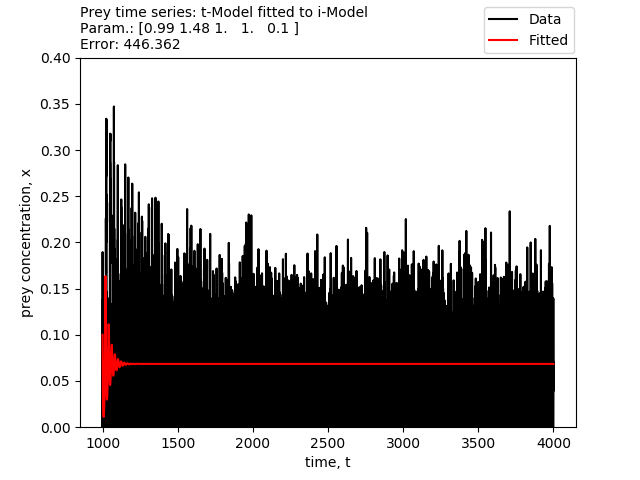 Prey time series: t-Model fitted to i-Model
Param.: [0.99 1.48 1.   1.   0.1 ]
Error: 446.362
Data
Fitted
0.40
0.35
0.30
0.25
0.20
0.15
0.10
0.05
0.00
prey concentration, x
1000 1500 2000 2500 3000 3500 4000
time, t